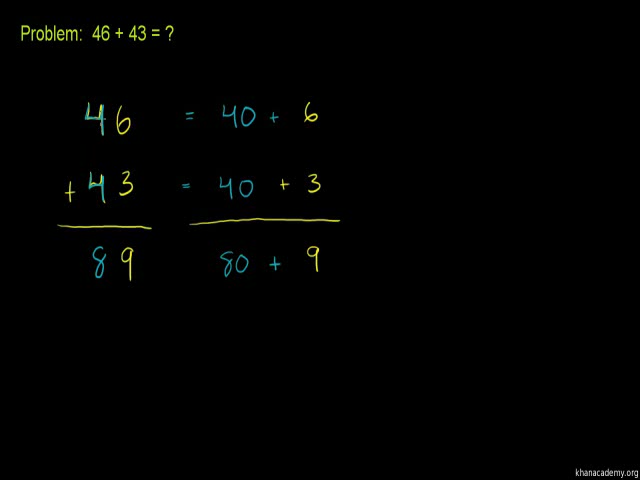 Problem: 46 + 43 = ?
46 = 40 + 6
+ 43 = 40 + 3
89 80 + 9
khanacademy.org